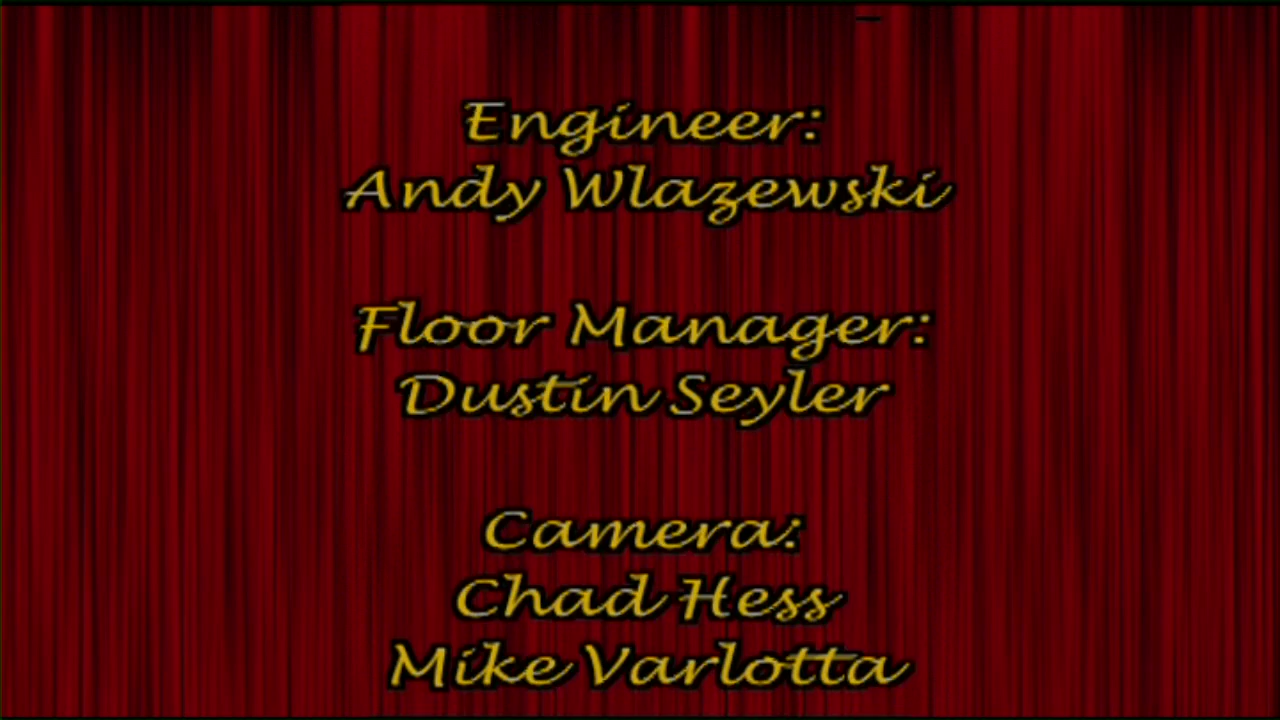 Engineer:
Andy Wlazewski
Floor Manager:
Dustin Seyler
Camera:
Chad Hess
Mike Varlotta